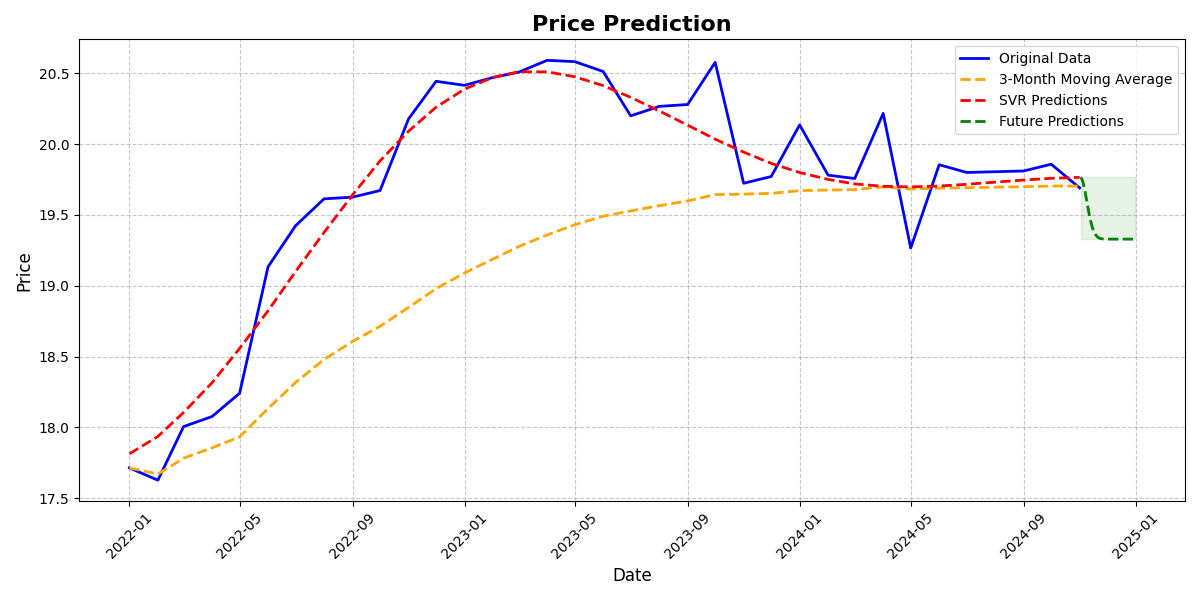 Price Prediction
Original Data
3-Month Moving Average
SVR Predictions
Future Predictions
Price
20.5
20.0
19.5
19.0
18.5
18.0
17.5
2022-01
2022-05
2022-09
2023-01
2023-05
2023-09
2024-01
2024-05
2024-09
2025-01
Date